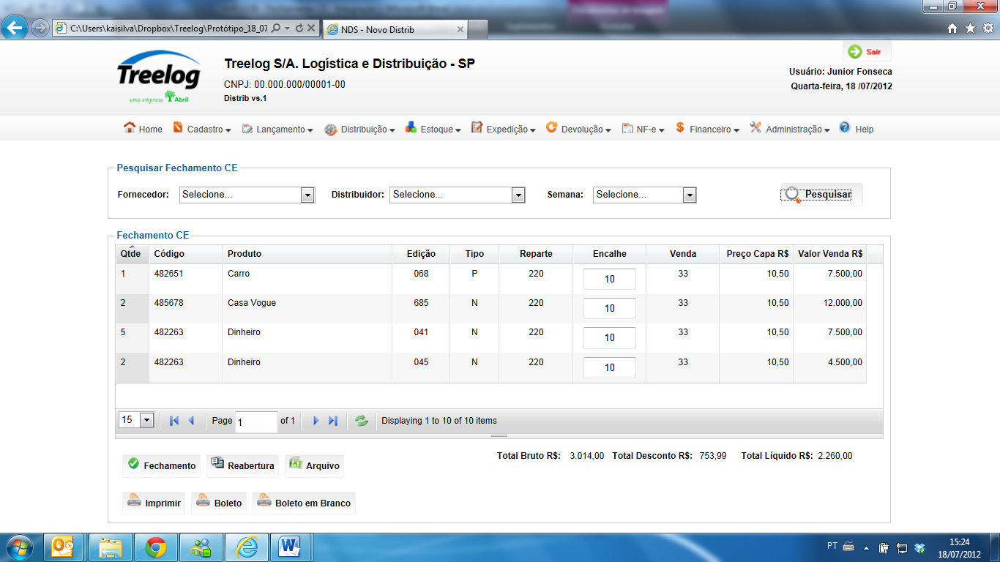 C:\Users\kaisilva\Dropbox\Treelog\Protótipo_18_07
NDS - Novo Distrib
Treelog
uma empresa Abril
Treelog S/A. Logística e Distribuição - SP
CNPJ: 00.000.000/00001-00
Distrib vs.1
Sair
Usuário: Junior Fonseca
Quarta-feira, 18 /07/2012
Home Cadastro Lançamento Distribuição Estoque Expedição Devolução NF-e Financeiro Administração Help
Pesquisar Fechamento CE
Fornecedor: Selecione... Distribuidor: Selecione... Semana: Selecione... Pesquisar
Fechamento CE
Qtde Código Produto Edição Tipo Reparte Encalhe Venda Preço Capa R$ Valor Venda R$
1 482651 Carro 068 P 220 10 33 10,50 7.500,00
2 485678 Casa Vogue 685 N 220 10 33 10,50 12.000,00
5 482263 Dinheiro 041 N 220 10 33 10,50 7.500,00
2 482263 Dinheiro 045 N 220 10 33 10,50 4.500,00
15 Page 1 of 1 Displaying 1 to 10 of 10 items
Total Bruto R$: 3.014,00 Total Desconto R$: 753,99 Total Líquido R$: 2.260,00
Fechamento Reabertura Arquivo
Imprimir Boleto Boleto em Branco
PT
15:24
18/07/2012